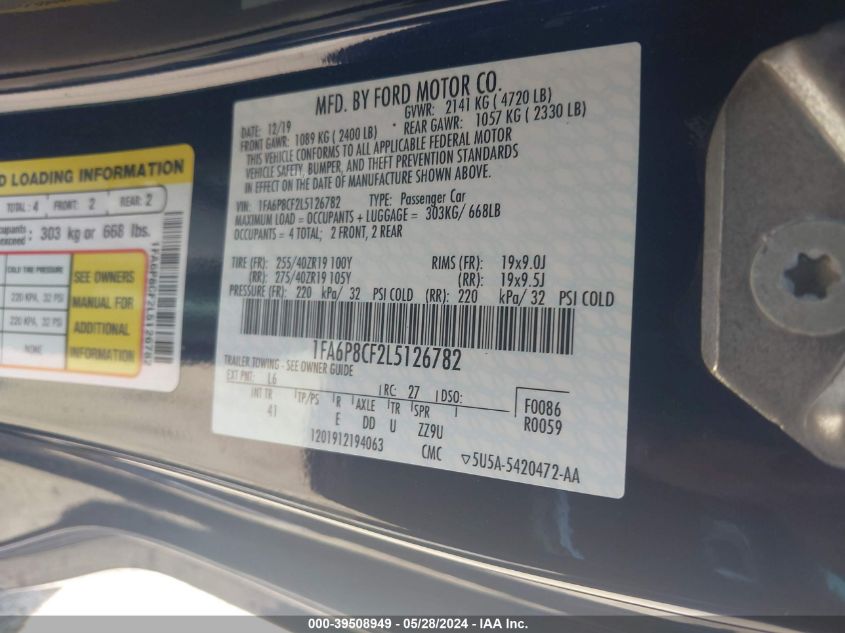 MFD. BY FORD MOTOR CO.
DATE: 12/19
GVWR: 2141 KG ( 4720 LB)
FRONT GAWR: 1089 KG ( 2400 LB)
REAR GAWR: 1057 KG ( 2330 LB)
THIS VEHICLE CONFORMS TO ALL APPLICABLE FEDERAL MOTOR
VEHICLE SAFETY, BUMPER, AND THEFT PREVENTION STANDARDS
IN EFFECT ON THE DATE OF MANUFACTURE SHOWN ABOVE.
VIN: 1FA6P8CF2L5126782 TYPE: Passenger Car
MAXIMUM LOAD = OCCUPANTS + LUGGAGE = 303KG/ 668LB
OCCUPANTS = 4 TOTAL; 2 FRONT, 2 REAR
TIRE (FR): 255/40ZR19 100Y RIMS (FR): 19x9.0J
(RR): 275/40ZR19 105Y (RR): 19x9.5J
PRESSURE (FR): 220 kPa/ 32 PSI COLD (RR): 220 kPa/ 32 PSI COLD
1FA6P8CF2L5126782
TRAILER TOWING - SEE OWNER GUIDE
EXT PNT: L6 RC: 27 DSO:
INT TR TP/PS R AXLE TR SPR
41 E DD U ZZ9U
F0086
R0059
1201912194063 CMC ▽5U5A-5420472-AA
D LOADING INFORMATION
TOTAL: 4 FRONT: 2 REAR: 2
303 kg or 668 lbs.
COLD TIRE PRESSURE
220 KPA, 32 PSI
220 KPA, 32 PSI
NONE
SEE OWNERS
MANUAL FOR
ADDITIONAL
INFORMATION
1FA6P8CF2L5126782
000-39508949 / 05/28/2024 / IAA Inc.